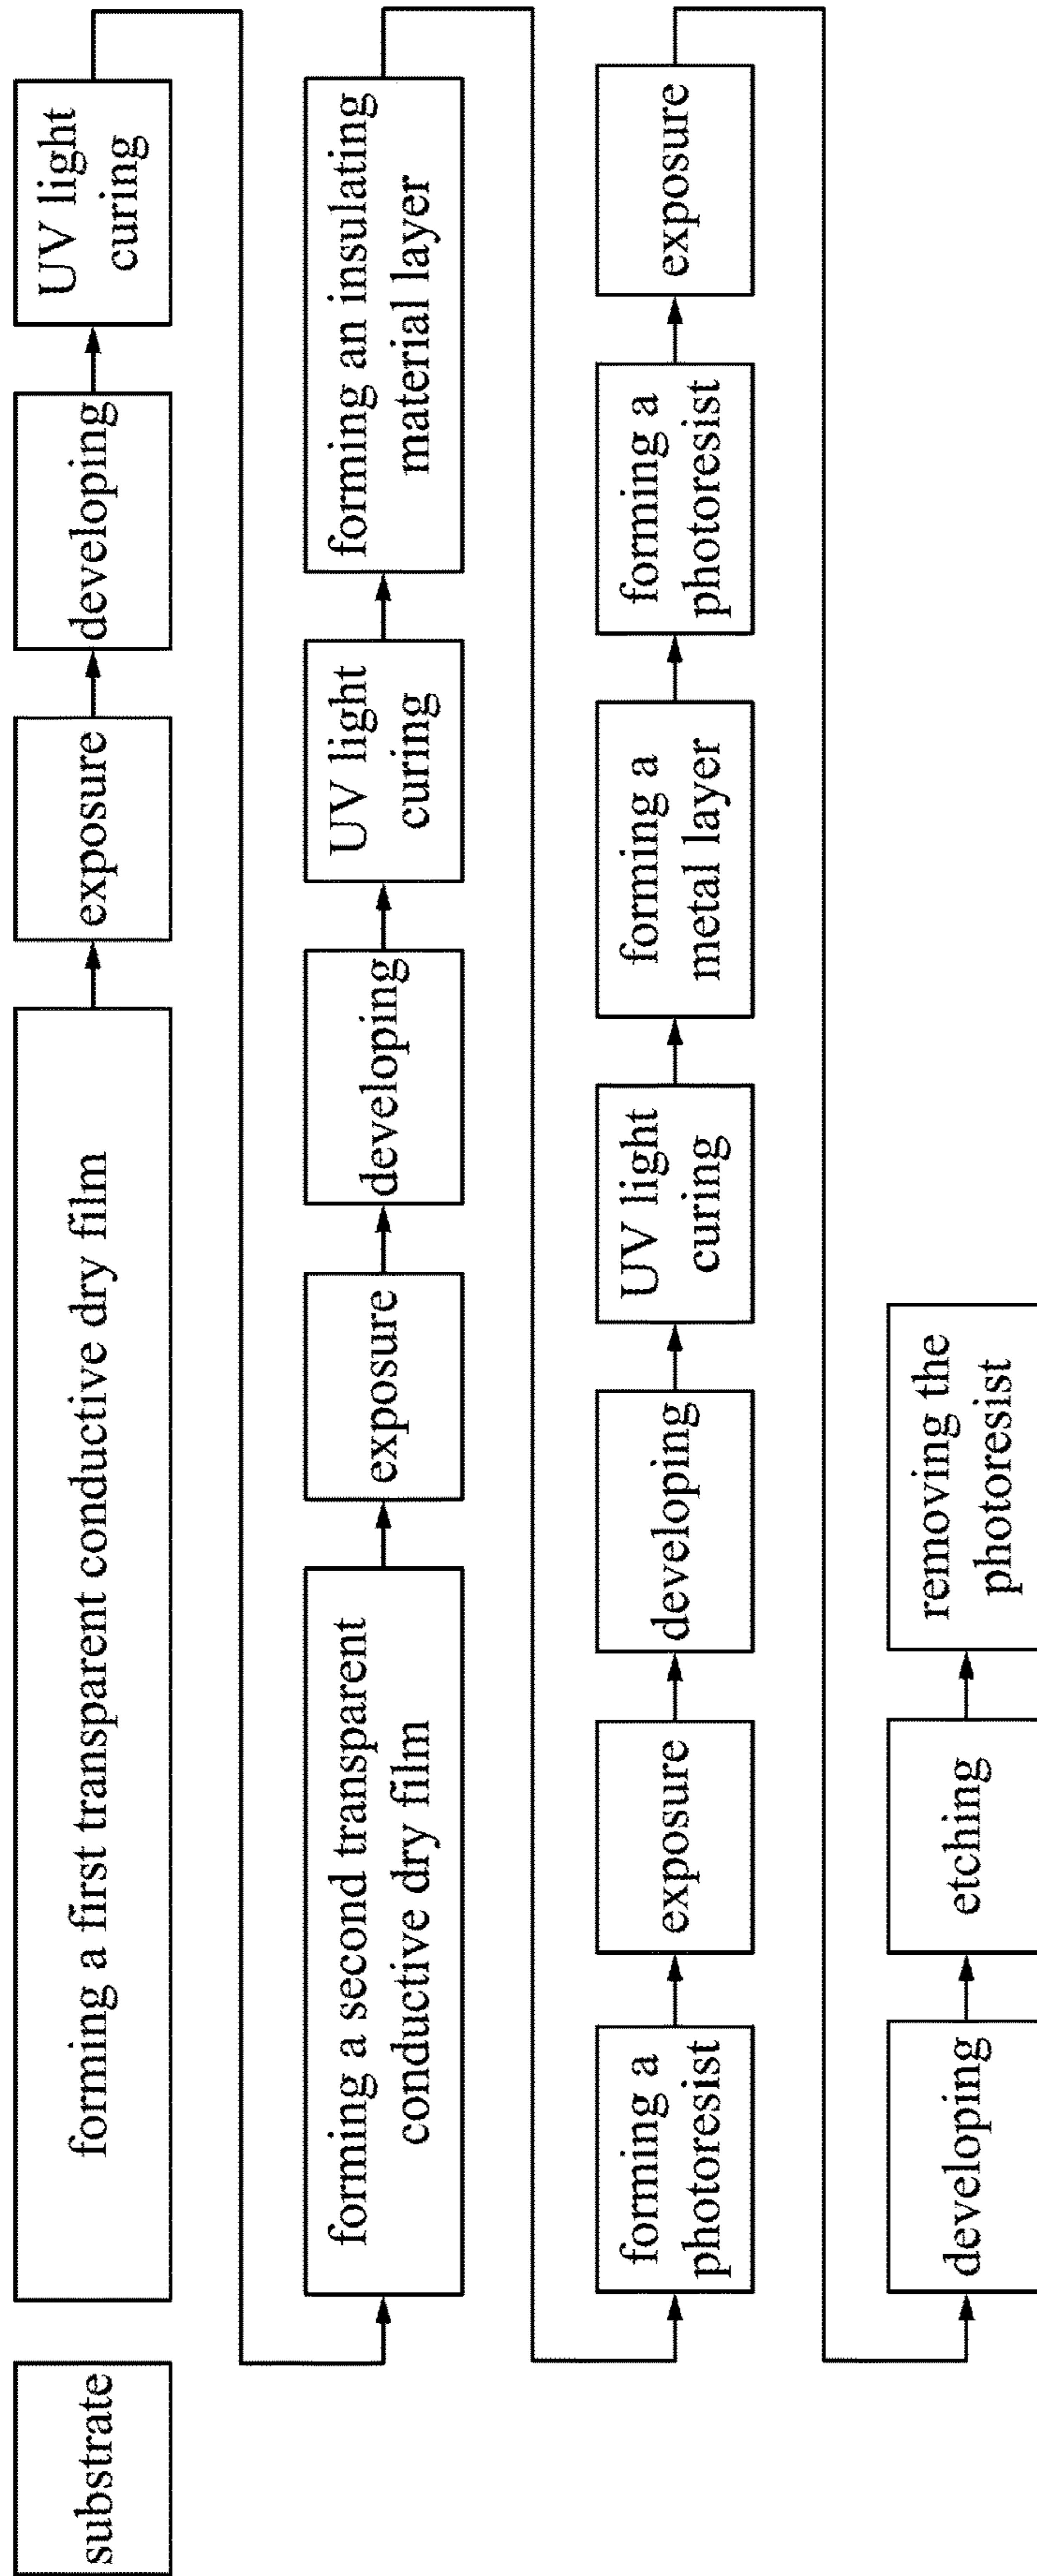 substrate
forming a first transparent conductive dry film
exposure
developing
UV light
curing
forming a second transparent
conductive dry film
exposure
developing
UV light
curing
forming an insulating
material layer
forming a
photoresist
exposure
developing
UV light
curing
forming a
metal layer
forming a
photoresist
exposure
developing
etching
removing the
photoresist